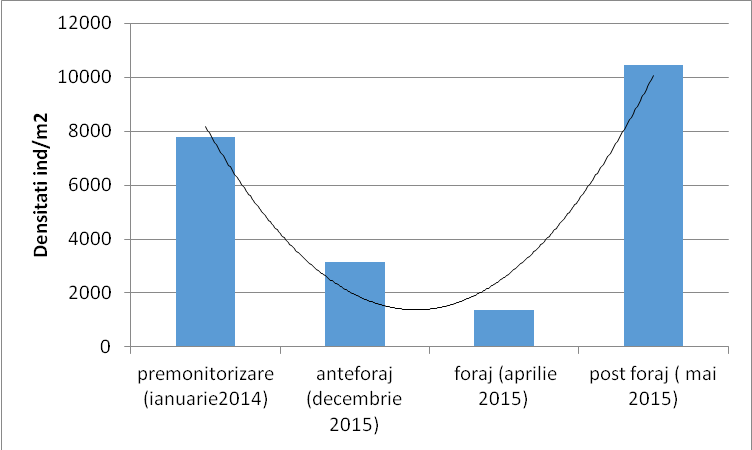 12000
10000
8000
6000
4000
2000
0
Densitati ind/m2
premonitorizare
(ianuarie2014)
anteforaj
(decembrie
2015)
foraj (aprilie
2015)
post foraj ( mai
2015)